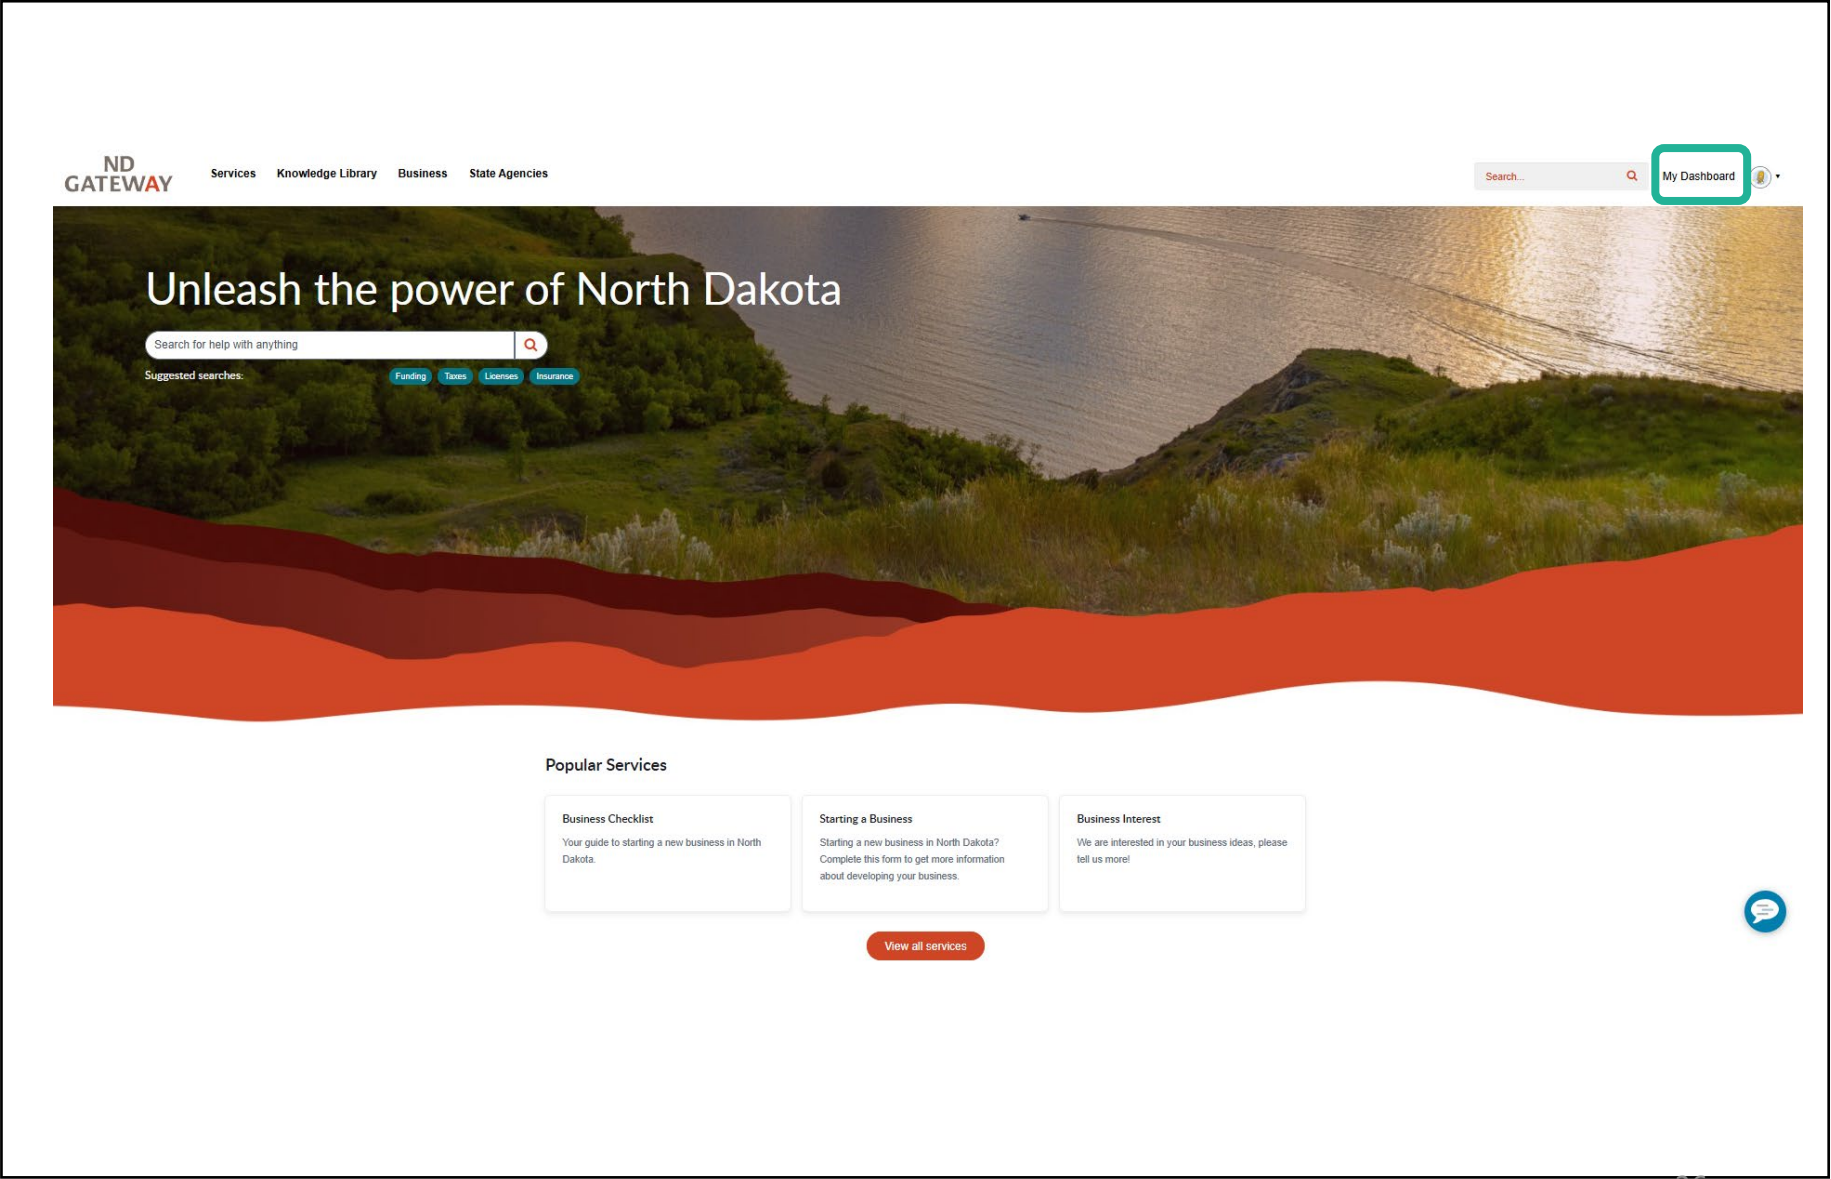 ND
GATEWAY
Services Knowledge Library Business State Agencies
Search...
My Dashboard
Unleash the power of North Dakota
Search for help with anything
Suggested searches:
Funding Taxes Licenses Insurance
Popular Services
Business Checklist
Your guide to starting a new business in North
Dakota.
Starting a Business
Starting a new business in North Dakota?
Complete this form to get more information
about developing your business.
Business Interest
We are interested in your business ideas, please
tell us more!
View all services